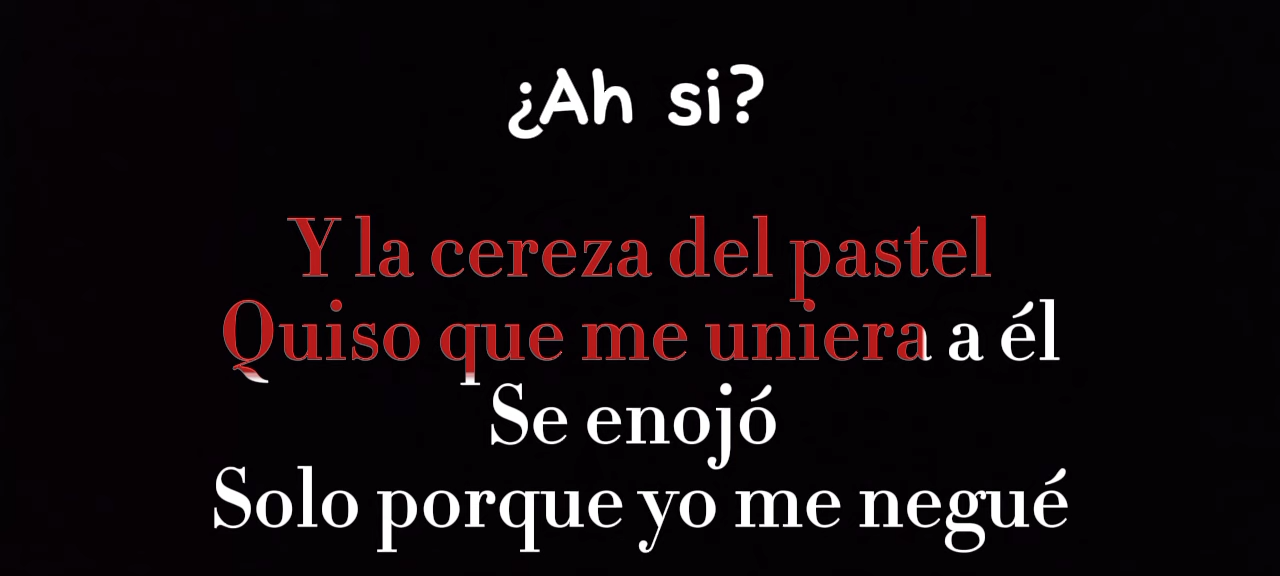 ¿Ah si?
Y la cereza del pastel
Quiso que me uniera a él
Se enojó
Solo porque yo me negué